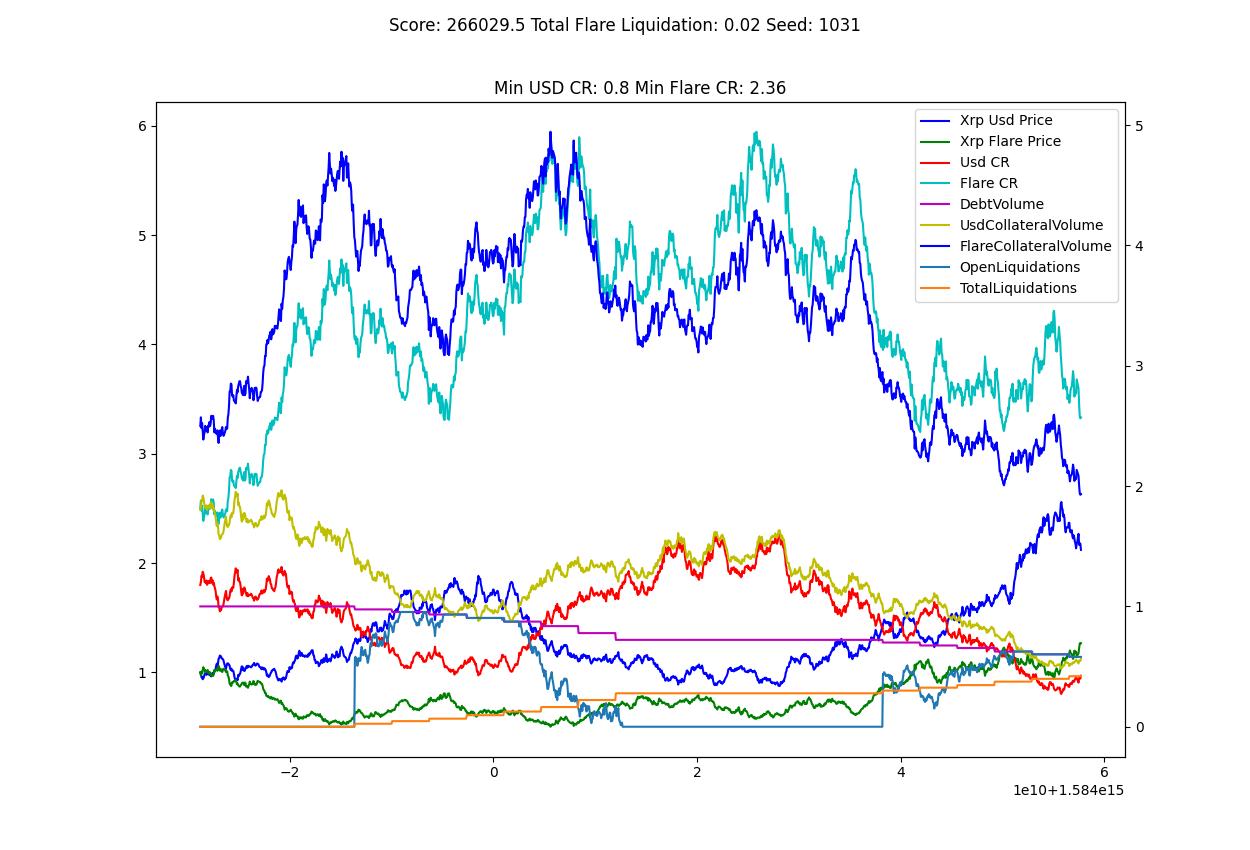 Score: 266029.5 Total Flare Liquidation: 0.02 Seed: 1031
Min USD CR: 0.8 Min Flare CR: 2.36
Xrp Usd Price
Xrp Flare Price
Usd CR
Flare CR
DebtVolume
UsdCollateralVolume
FlareCollateralVolume
OpenLiquidations
TotalLiquidations
6
5
4
3
2
1
5
4
3
2
1
0
−2
0
2
4
6
1e10+1.584e15